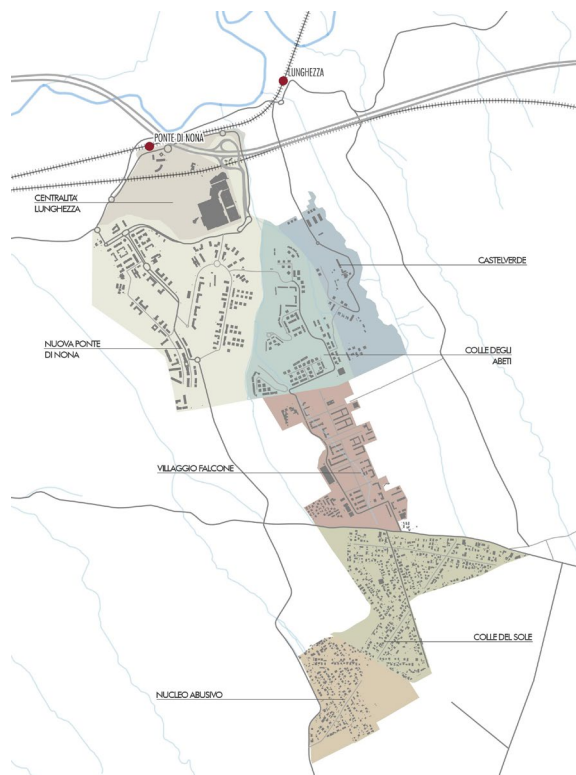 LUNGHEZZA
PONTE DI NONA
CENTRALITA'
LUNGHEZZA
CASTELVERDE
NUOVA PONTE
DI NONA
COLLE DEGLI
ABETI
VILLAGGIO FALCONE
COLLE DEL SOLE
NUCLEO ABUSIVO